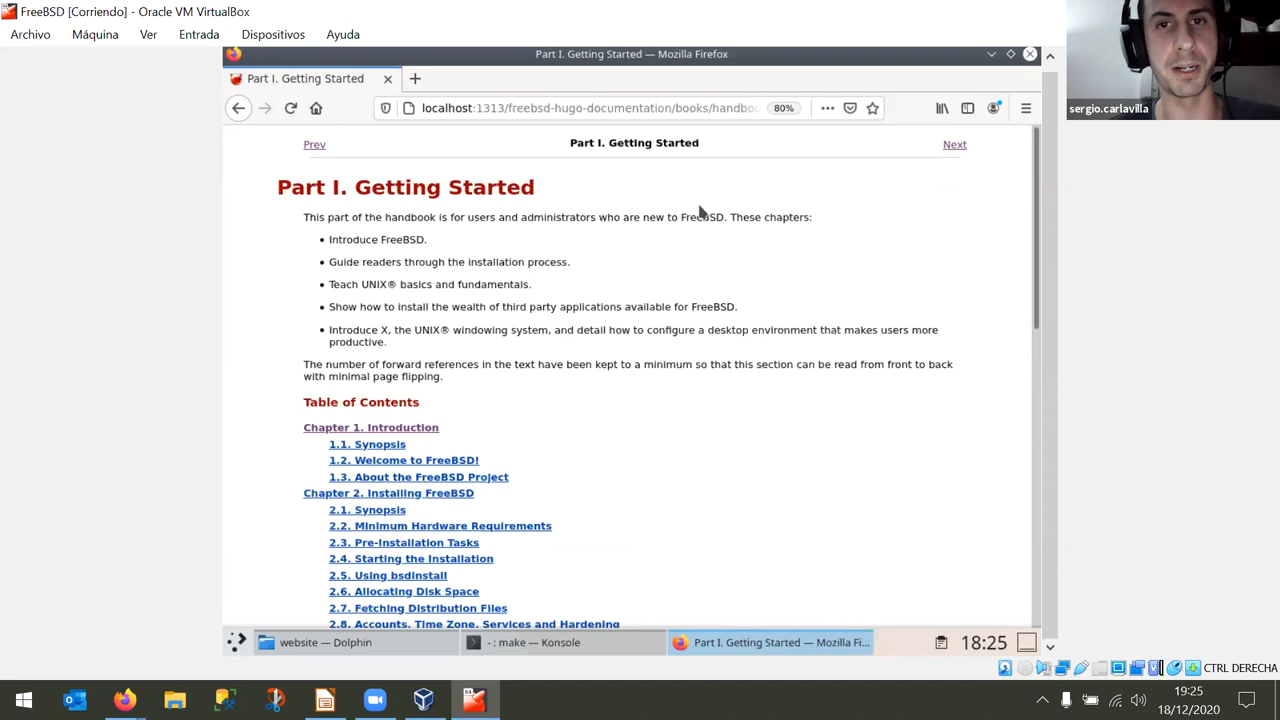 FreeBSD [Corriendo] - Oracle VM VirtualBox
Archivo Máquina Ver Entrada Dispositivos Ayuda
sergio.carlavilla
Part I. Getting Started — Mozilla Firefox
Part I. Getting Started
localhost:1313/freebsd-hugo-documentation/books/handbo
80%
Prev Part I. Getting Started Next
Part I. Getting Started
This part of the handbook is for users and administrators who are new to FreeBSD. These chapters:
• Introduce FreeBSD.
• Guide readers through the installation process.
• Teach UNIX® basics and fundamentals.
• Show how to install the wealth of third party applications available for FreeBSD.
• Introduce X, the UNIX® windowing system, and detail how to configure a desktop environment that makes users more
productive.
The number of forward references in the text have been kept to a minimum so that this section can be read from front to back
with minimal page flipping.
Table of Contents
Chapter 1. Introduction
1.1. Synopsis
1.2. Welcome to FreeBSD!
1.3. About the FreeBSD Project
Chapter 2. Installing FreeBSD
2.1. Synopsis
2.2. Minimum Hardware Requirements
2.3. Pre-Installation Tasks
2.4. Starting the Installation
2.5. Using bsdinstall
2.6. Allocating Disk Space
2.7. Fetching Distribution Files
2.8. Accounts, Time Zone, Services and Hardening
website — Dolphin - : make — Konsole Part I. Getting Started — Mozilla Fi... 18:25
CTRL DERECHA
19:25
18/12/2020